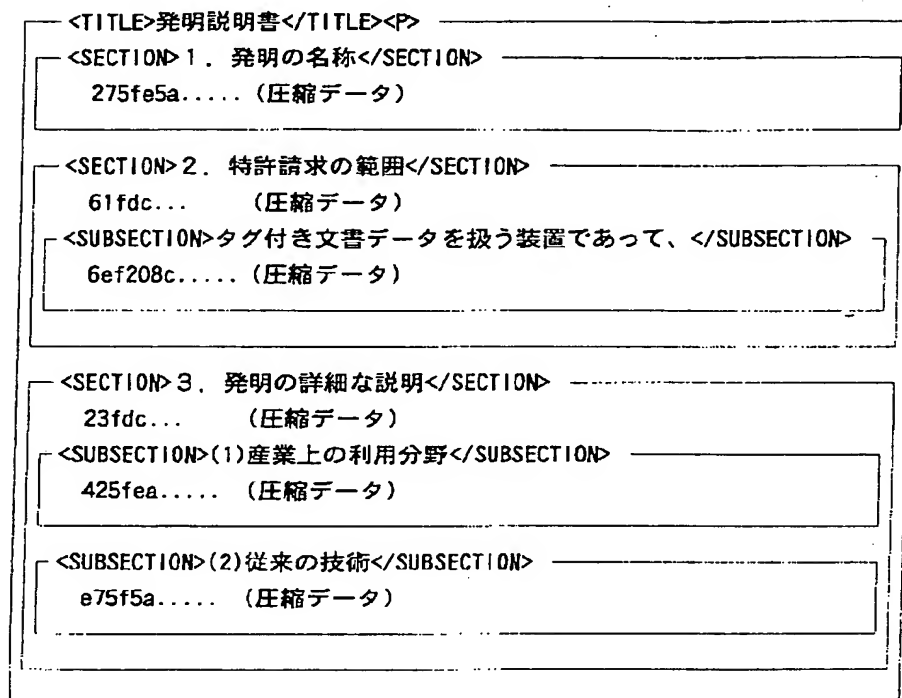 <TITLE>発明説明書</TITLE><P>
<SECTION>1．発明の名称</SECTION>
275fe5a.....(圧縮データ)
<SECTION>2．特許請求の範囲</SECTION>
61fdc... (圧縮データ)
<SUBSECTION>タグ付き文書データを扱う装置であって、</SUBSECTION>
6ef208c.....(圧縮データ)
<SECTION>3．発明の詳細な説明</SECTION>
23fdc... (圧縮データ)
<SUBSECTION>(1)産業上の利用分野</SUBSECTION>
425fea..... (圧縮データ)
<SUBSECTION>(2)従来の技術</SUBSECTION>
e75f5a..... (圧縮データ)